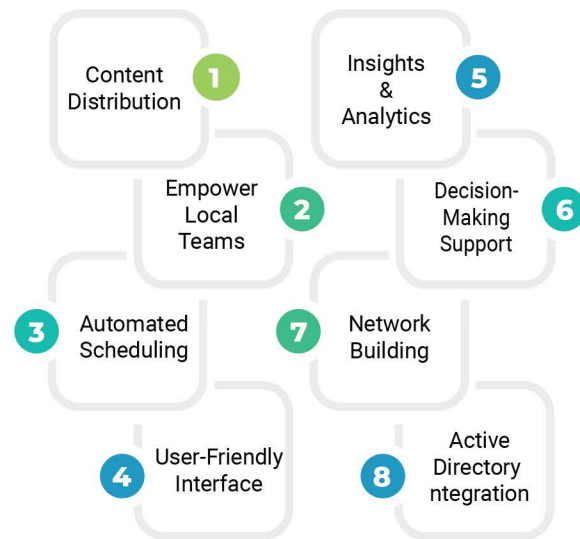 Content
Distribution
1
Empower
Local
Teams
2
3
Automated
Scheduling
4
User-Friendly
Interface
Insights
&
Analytics
5
Decision-
Making
Support
6
7
Network
Building
8
Active
Directory
ntegration